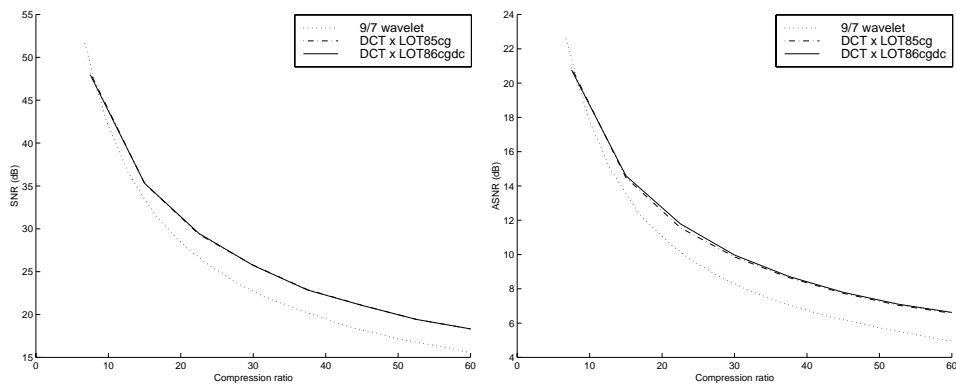 55
50
45
40
35
30
25
20
15
SNR (dB)
0 10 20 30 40 50 60
Compression ratio
9/7 wavelet
DCT x LOT85cg
DCT x LOT86cgdc
24
22
20
18
16
14
12
10
8
6
4
ASNR (dB)
0 10 20 30 40 50 60
Compression ratio
9/7 wavelet
DCT x LOT85cg
DCT x LOT86cgdc